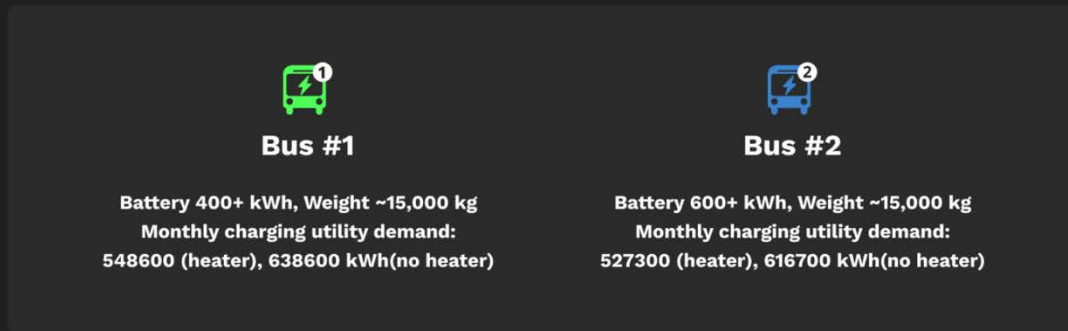 1
Bus #1
Battery 400+ kWh, Weight ~15,000 kg
Monthly charging utility demand:
548600 (heater), 638600 kWh(no heater)
2
Bus #2
Battery 600+ kWh, Weight ~15,000 kg
Monthly charging utility demand:
527300 (heater), 616700 kWh(no heater)